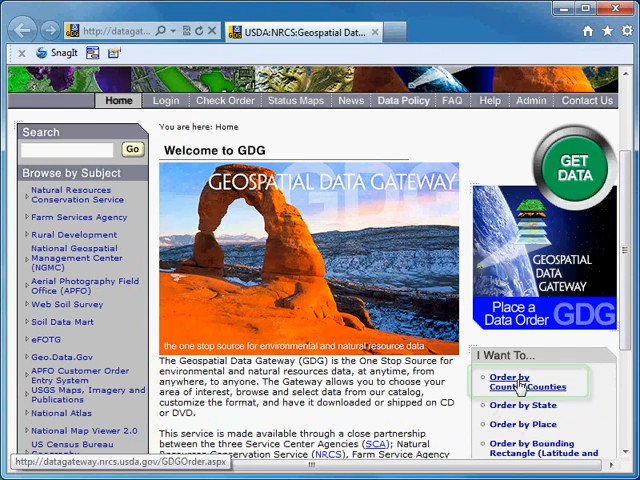 http://datagat...
USDA:NRCS:Geospatial Dat...
SnagIt
Home Login Check Order Status Maps News Data Policy FAQ Help Admin Contact Us
Search
Go
Browse by Subject
Natural Resources
Conservation Service
Farm Services Agency
Rural Development
National Geospatial
Management Center
(NGMC)
Aerial Photography Field
Office (APFO)
Web Soil Survey
Soil Data Mart
eFOTG
Geo.Data.Gov
APFO Customer Order
Entry System
USGS Maps, Imagery and
Publications
National Atlas
National Map Viewer 2.0
US Census Bureau
http://datagateway.nrcs.usda.gov/GDGOrder.aspx
You are here: Home
Welcome to GDG
GEOSPATIAL DATA GATEWAY
the one stop source for environmental and natural resource data
The Geospatial Data Gateway (GDG) is the One Stop Source for
environmental and natural resources data, at anytime, from
anywhere, to anyone. The Gateway allows you to choose your
area of interest, browse and select data from our catalog,
customize the format, and have it downloaded or shipped on CD
or DVD.
This service is made available through a close partnership
between the three Service Center Agencies (SCA); Natural
Resources Conservation Service (NRCS), Farm Service Agency
GET
DATA
GEOSPATIAL
DATA
GATEWAY
Place a
Data Order
GDG
I Want To...
Order by
Counties
Order by State
Order by Place
Order by Bounding
Rectangle (Latitude and